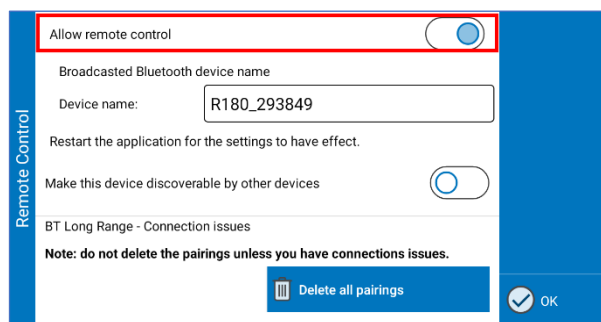 Remote Control
Allow remote control
Broadcasted Bluetooth device name
Device name:
R180_293849
Restart the application for the settings to have effect.
Make this device discoverable by other devices
BT Long Range - Connection issues
Note: do not delete the pairings unless you have connections issues.
Delete all pairings
OK